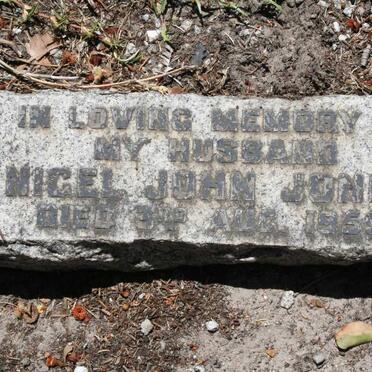 IN LOVING MEMORY
MY HUSBAND
NIGEL JOHN
DIED 3RD AUG.